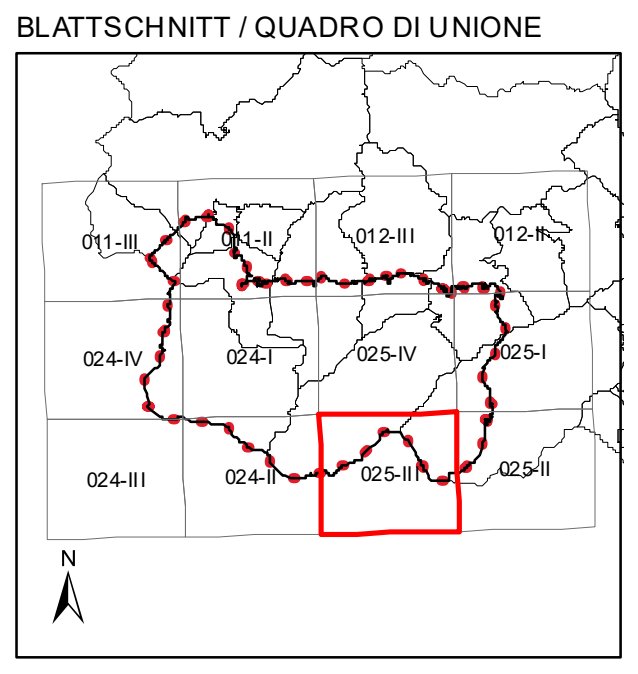 BLATTSCHNITT / QUADRO DI UNIONE
011-III
011-II
012-III
012-II
024-IV
024-I
025-IV
025-I
024-III
024-II
025-III
025-II
N